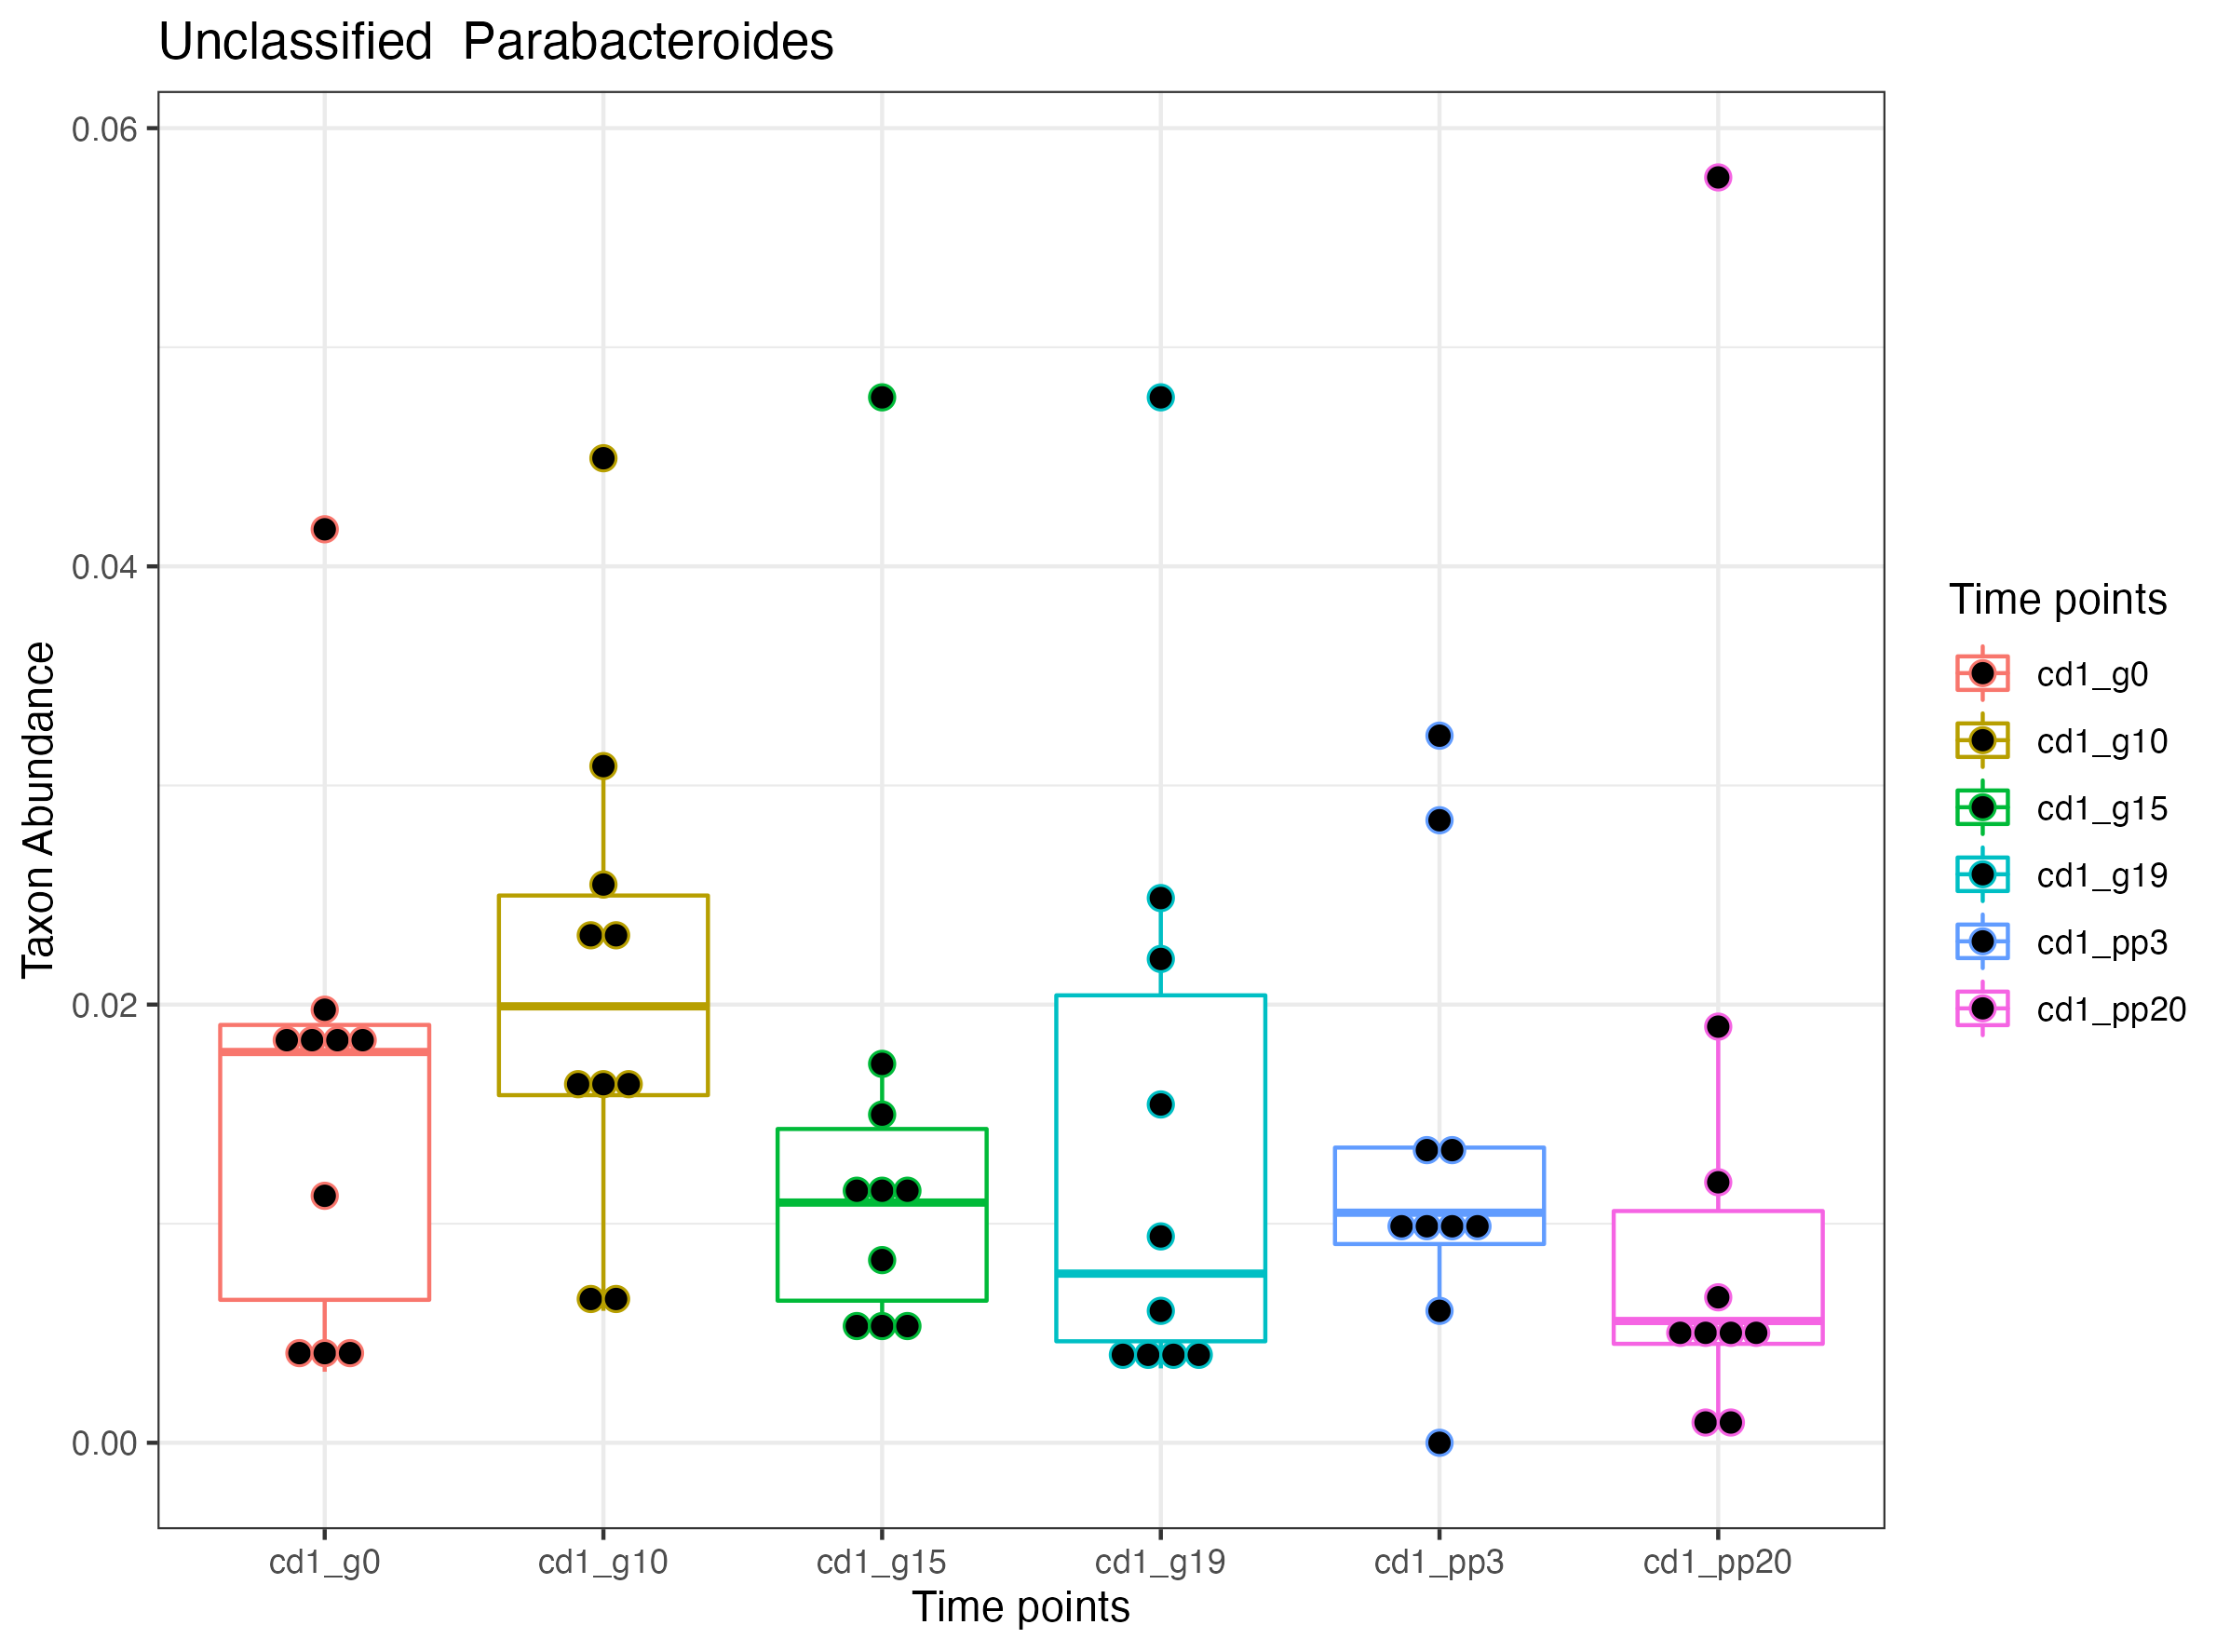 Unclassified  Parabacteroides
0.06
0.04
0.02
0.00
Taxon Abundance
cd1_g0
cd1_g10
cd1_g15
cd1_g19
cd1_pp3
cd1_pp20
Time points
Time points
cd1_g0
cd1_g10
cd1_g15
cd1_g19
cd1_pp3
cd1_pp20